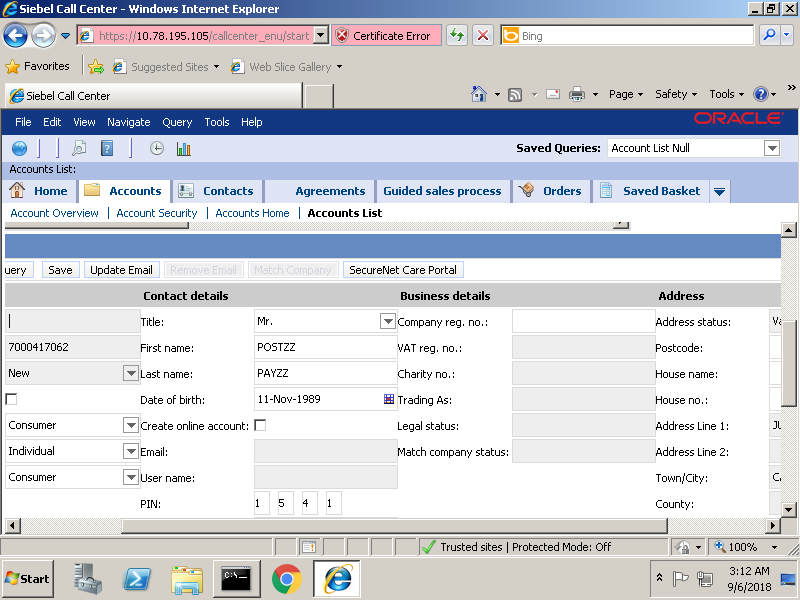 Siebel Call Center - Windows Internet Explorer
https://10.78.195.105/callcenter_enu/start
Certificate Error
Bing
Favorites
Suggested Sites
Web Slice Gallery
Siebel Call Center
Page
Safety
Tools
»
File Edit View Navigate Query Tools Help
ORACLE
Saved Queries: Account List Null
Accounts List:
Home Accounts Contacts Agreements Guided sales process Orders Saved Basket
Account Overview | Account Security | Accounts Home | Accounts List
uery Save Update Email Remove Email Match Company SecureNet Care Portal
Contact details Business details Address
Title: Mr. Company reg. no.: Address status: Va
7000417062 First name: POSTZZ VAT reg. no.: Postcode:
New Last name: PAYZZ Charity no.: House name:
Date of birth: 11-Nov-1989 Trading As: House no.:
Consumer Create online account: Legal status: Address Line 1: JU
Individual Email: Match company status: Address Line 2:
Consumer User name: Town/City: Ca
PIN: 1 5 4 1 County:
Trusted sites | Protected Mode: Off 100%
Start
C:\.
3:12 AM
9/6/2018